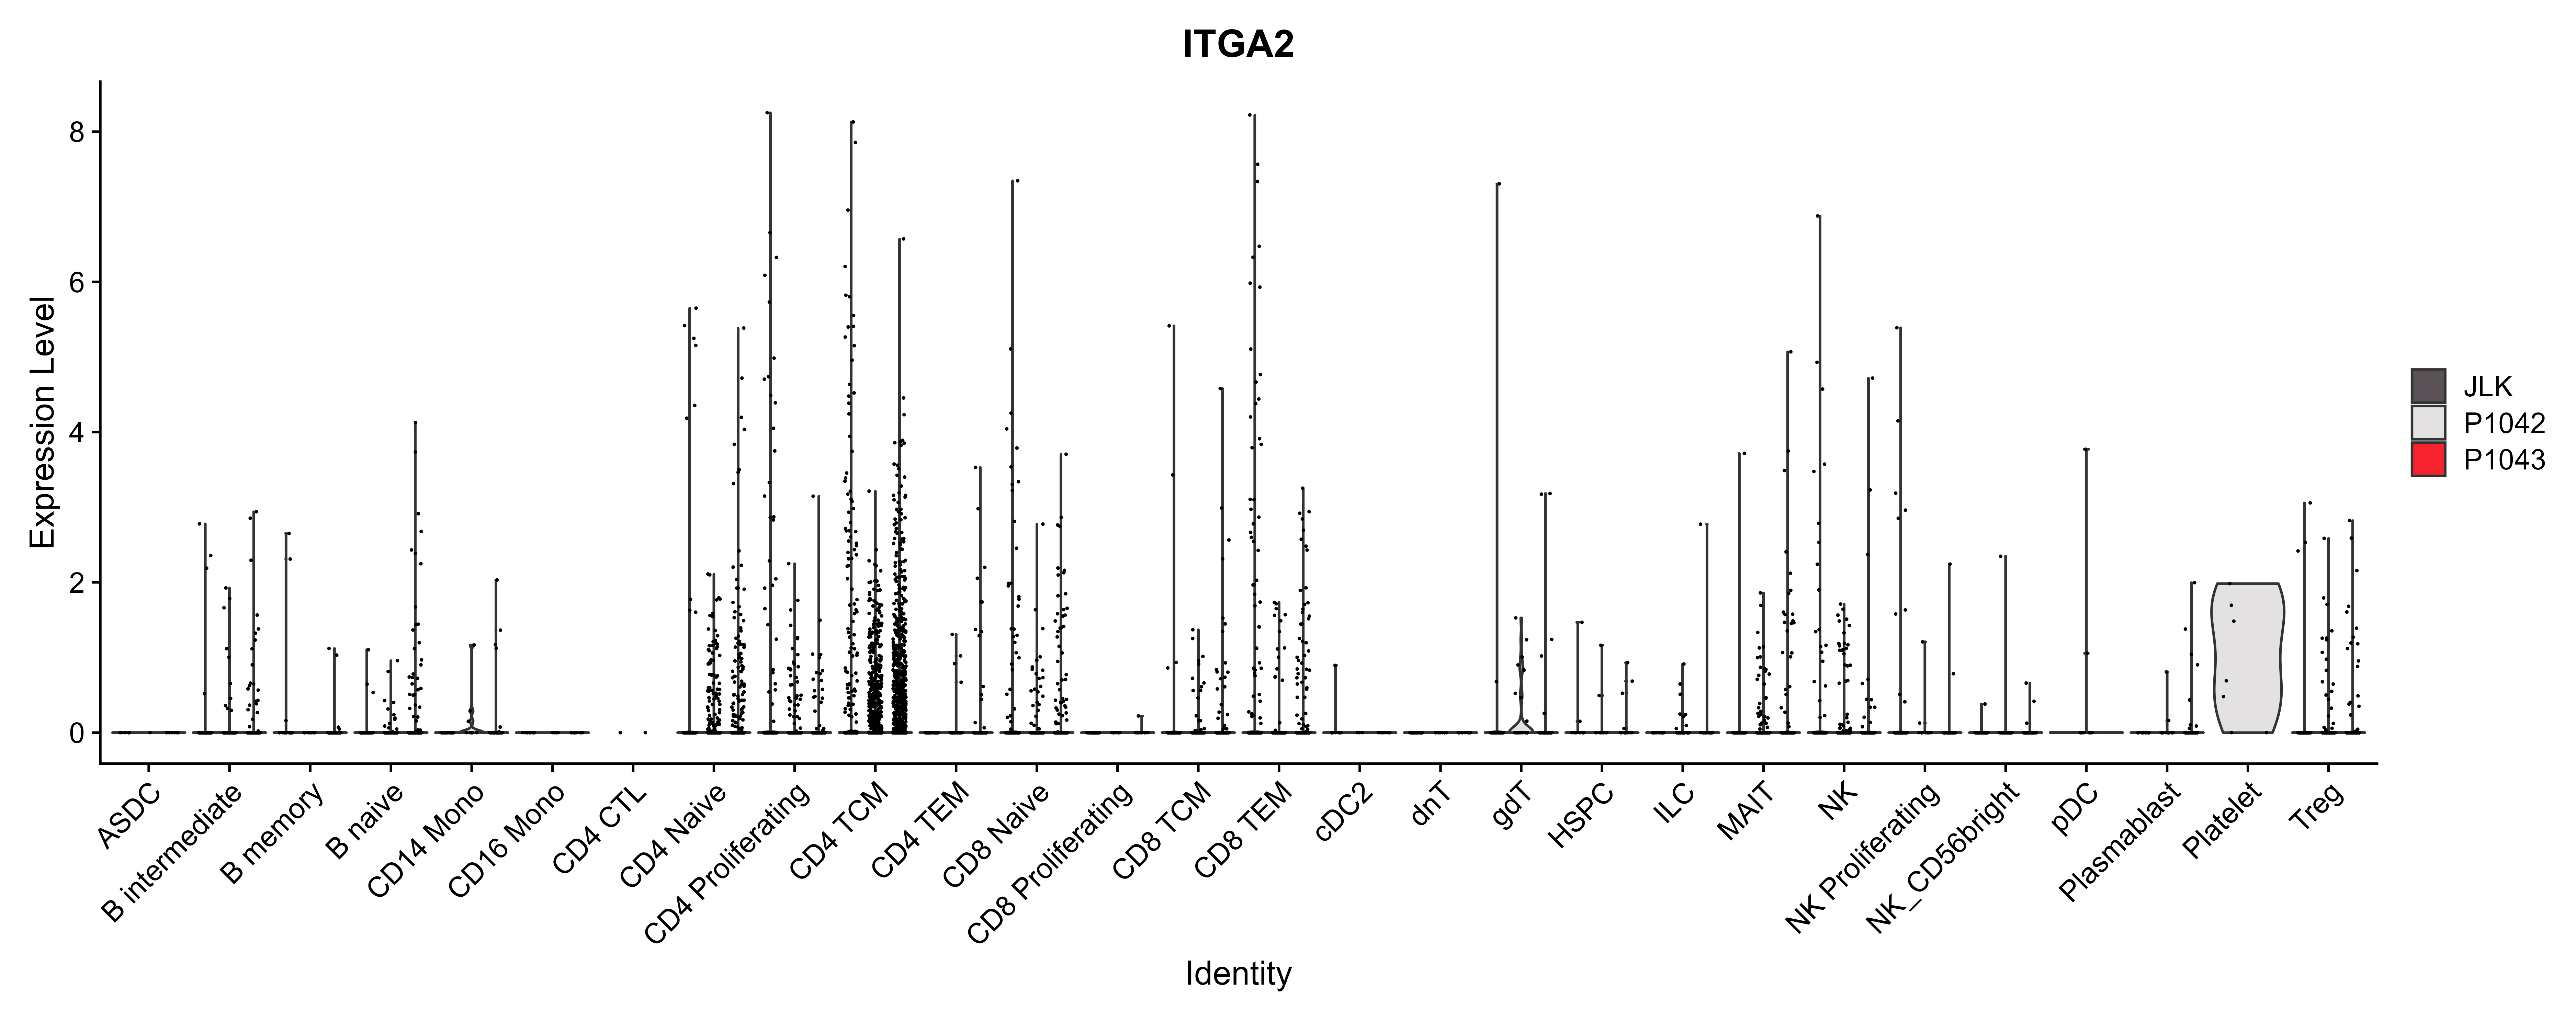 ITGA2
Expression Level
8
6
4
2
0
ASDC
B intermediate
B memory
B naive
CD14 Mono
CD16 Mono
CD4 CTL
CD4 Naive
CD4 Proliferating
CD4 TCM
CD4 TEM
CD8 Naive
CD8 Proliferating
CD8 TCM
CD8 TEM
cDC2
dnT
gdT
HSPC
ILC
MAIT
NK
NK Proliferating
NK_CD56bright
pDC
Plasmablast
Platelet
Treg
Identity
JLK
P1042
P1043